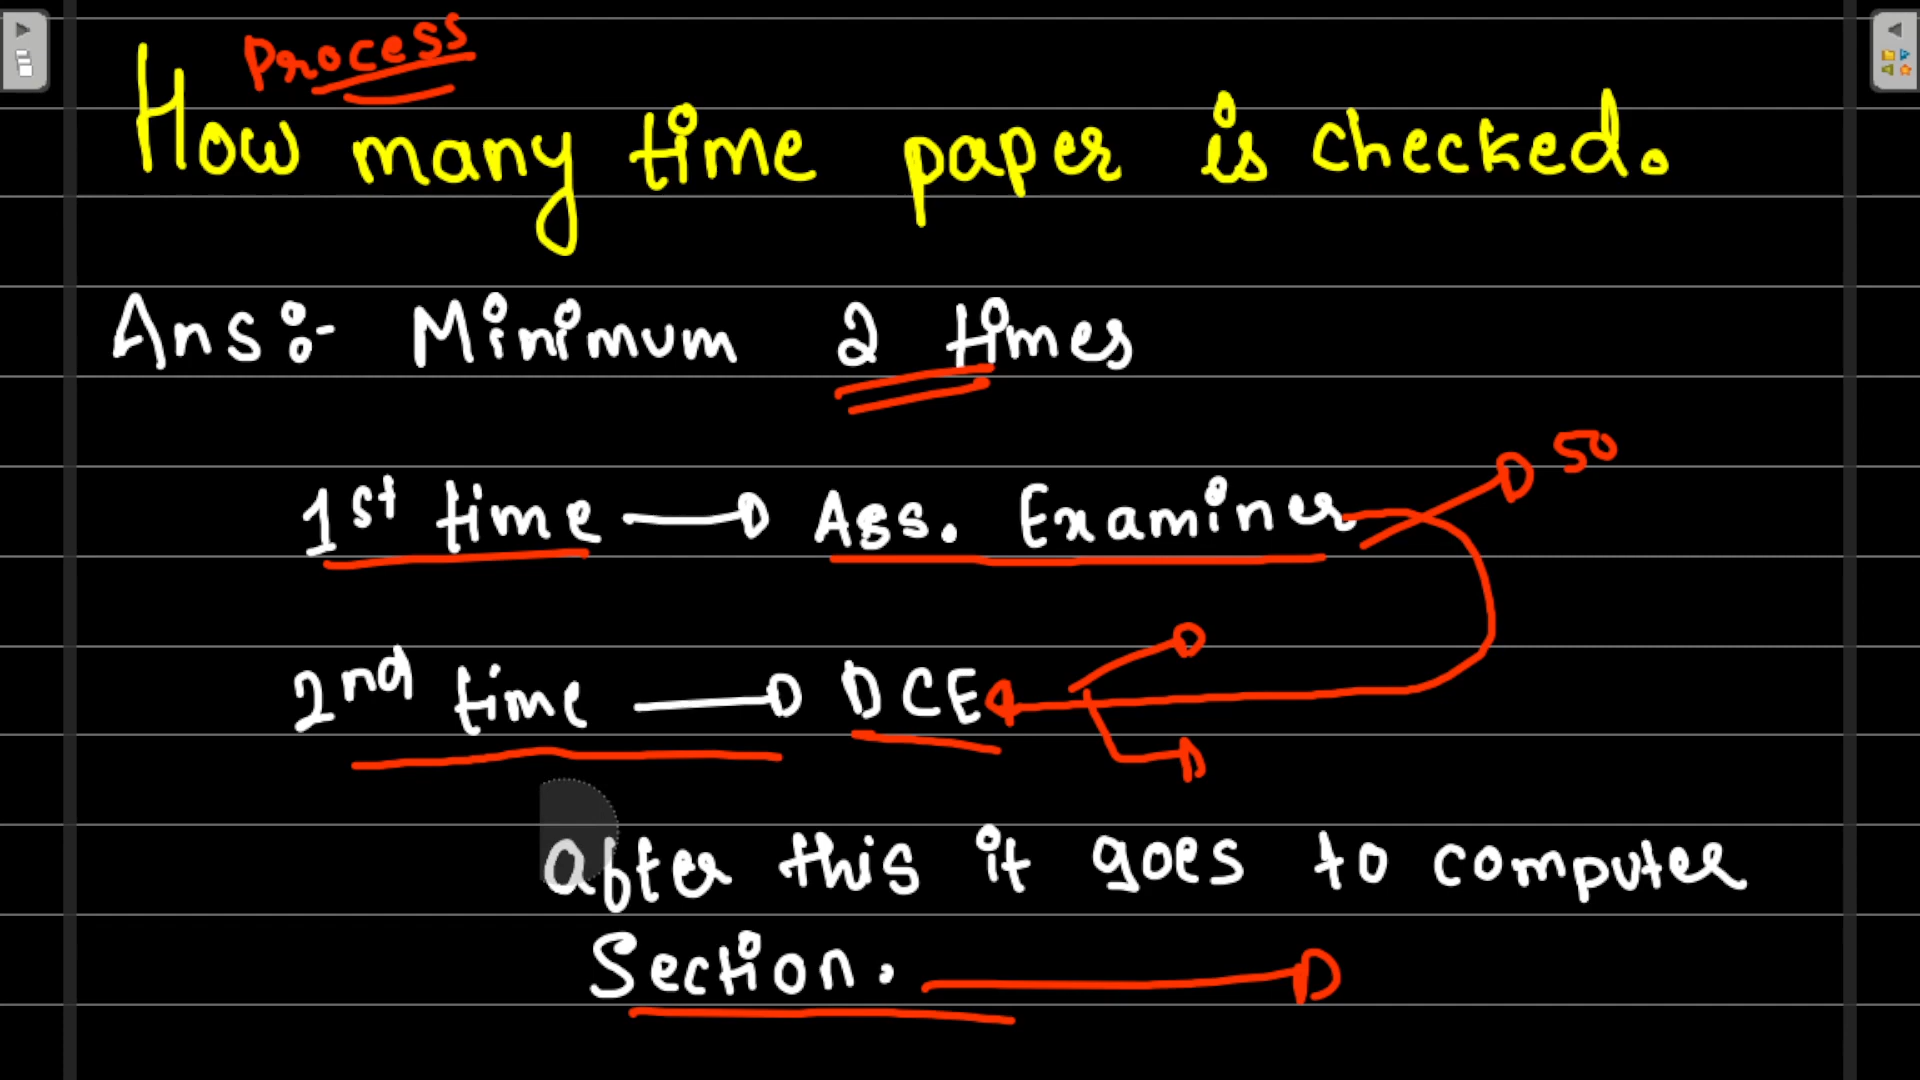 Process
How many time paper is checked.
Ans:- Minimum 2 times
50
1st time → Ass. Examiner
2nd time → DCE
after this it goes to computer
Section.